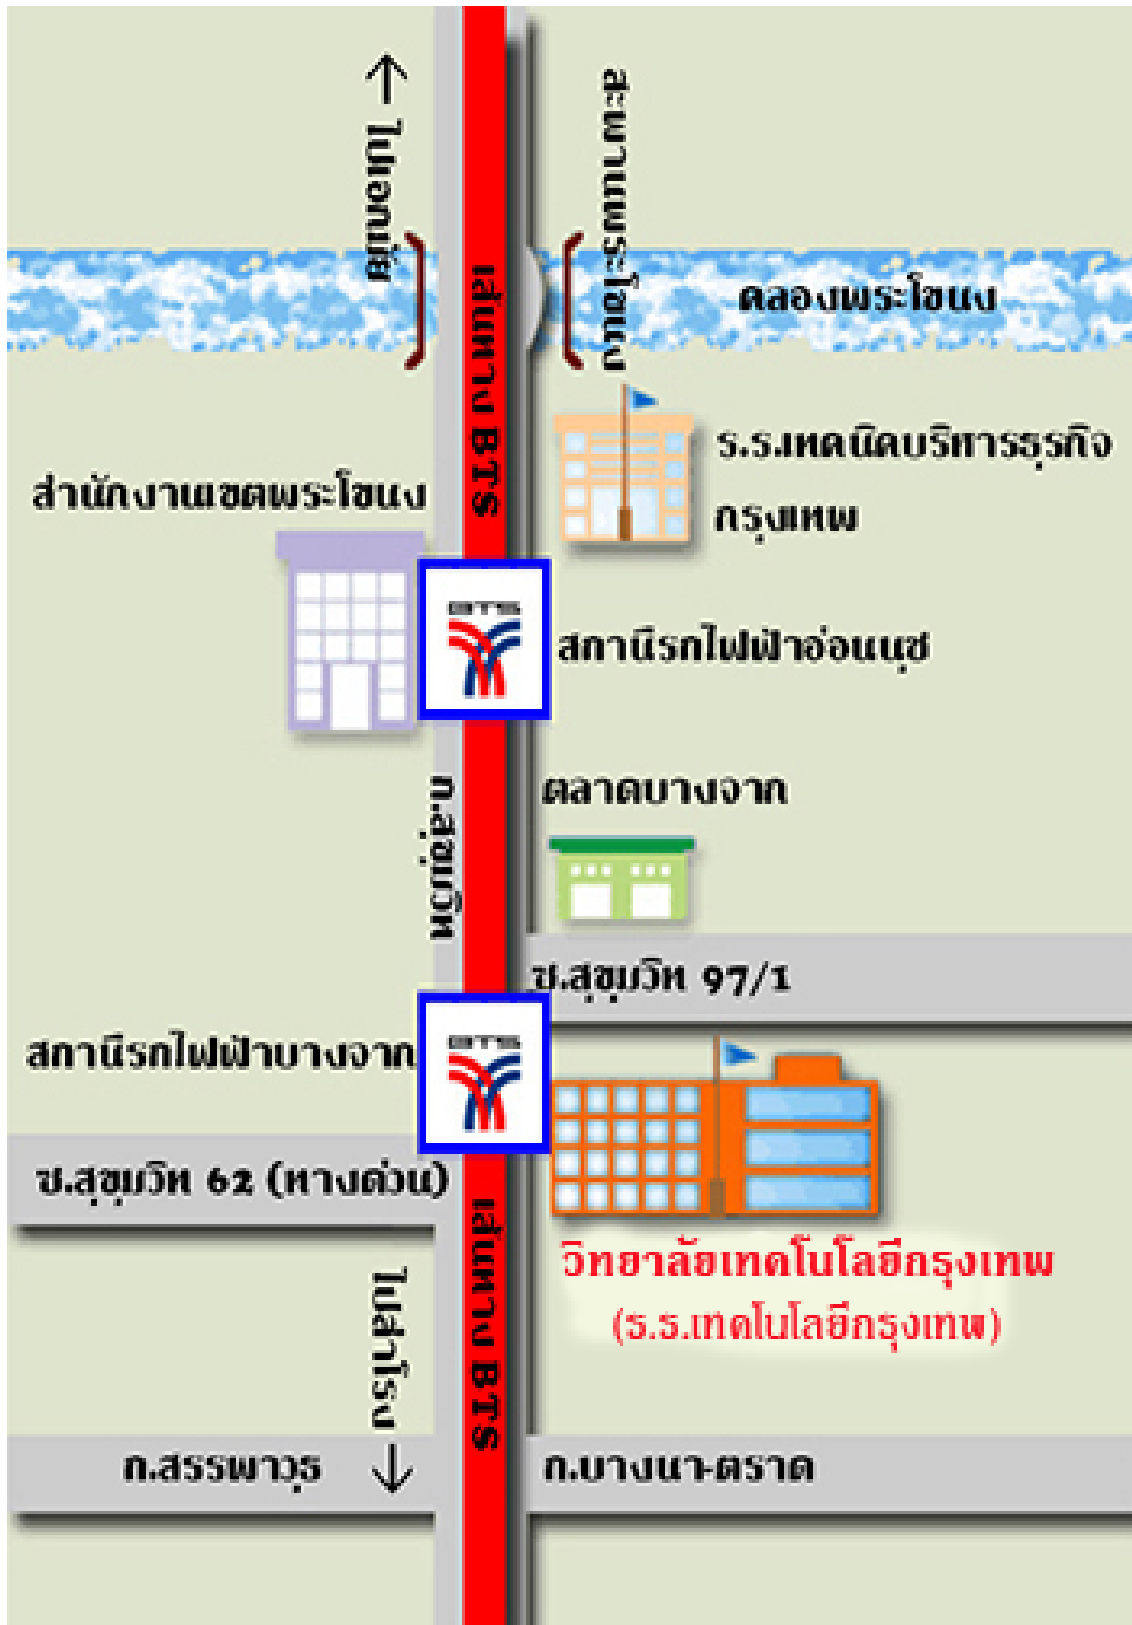 ไปเอกมัย
สะพานพระโขนง
คลองพระโขนง
เส้นทาง BTS
ร.ร.เทคนิคบริหารธุรกิจ
กรุงเทพ
สำนักงานเขตพระโขนง
BTS
สถานีรถไฟฟ้าอ่อนนุช
ถ.สุขุมวิท
ตลาดบางจาก
ซ.สุขุมวิท 97/1
สถานีรถไฟฟ้าบางจาก
BTS
ซ.สุขุมวิท 62 (ทางด่วน)
วิทยาลัยเทคโนโลยีกรุงเทพ
(ร.ร.เทคโนโลยีกรุงเทพ)
ไปสำโรง
เส้นทาง BTS
ถ.สรรพาวุธ
ถ.บางนา-ตราด